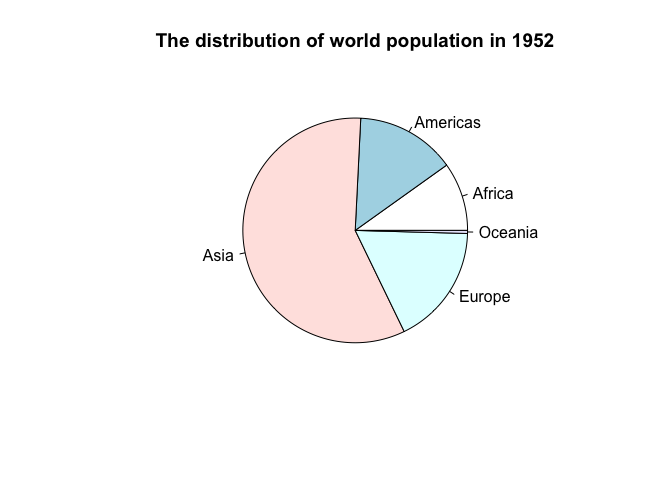 The distribution of world population in 1952
Americas
Africa
Oceania
Asia
Europe